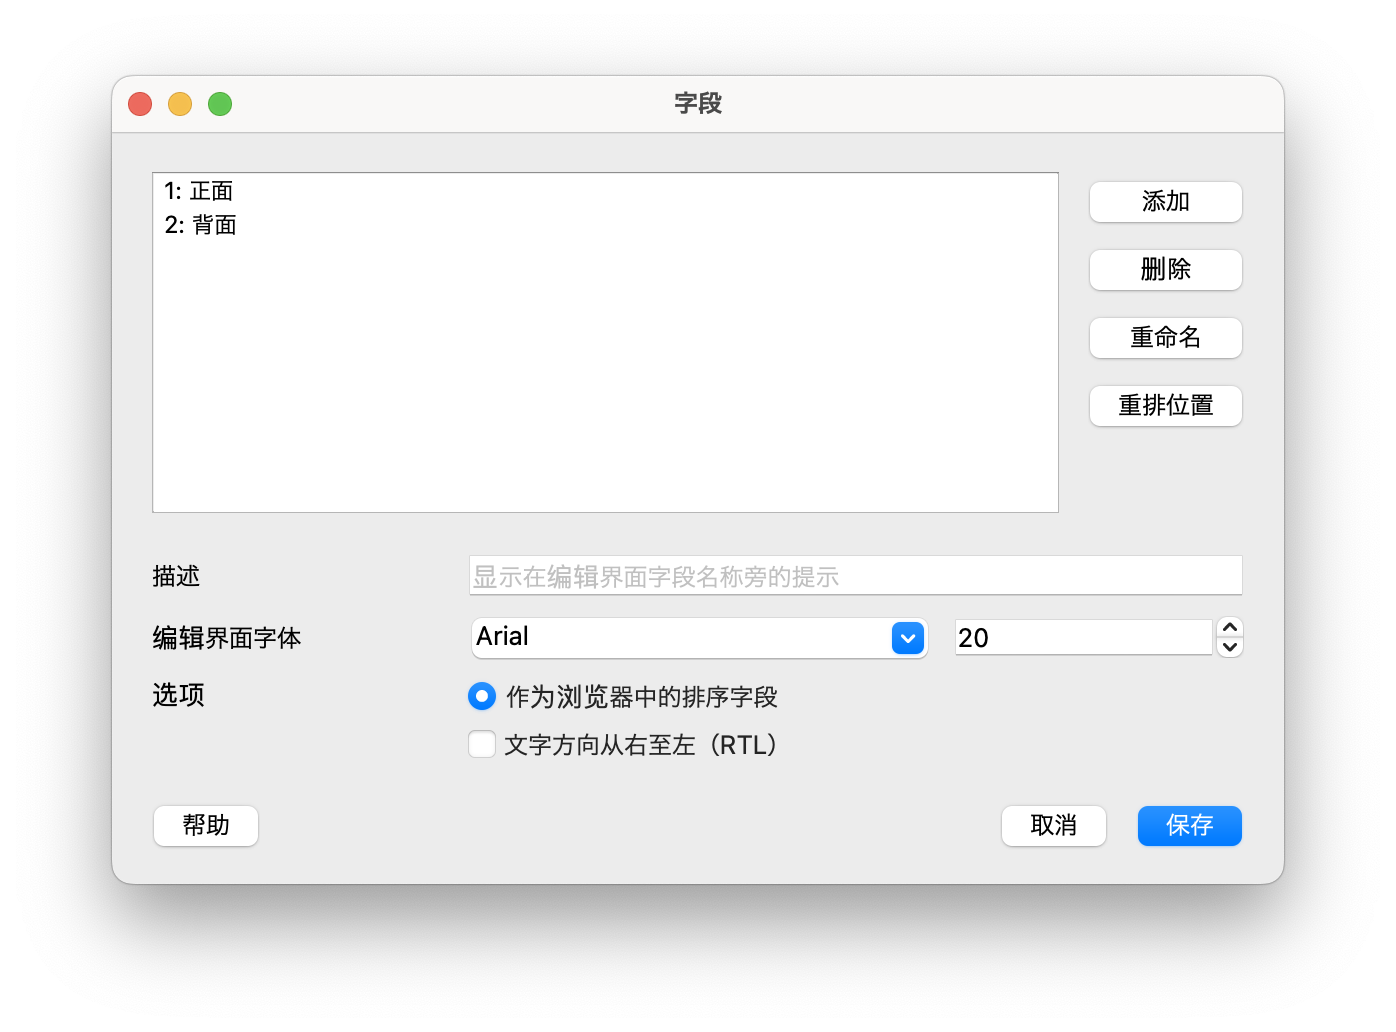 字段
1: 正面
2: 背面
添加
删除
重命名
重排位置
描述
显示在编辑界面字段名称旁的提示
编辑界面字体
Arial
20
选项
作为浏览器中的排序字段
文字方向从右至左（RTL）
帮助
取消
保存